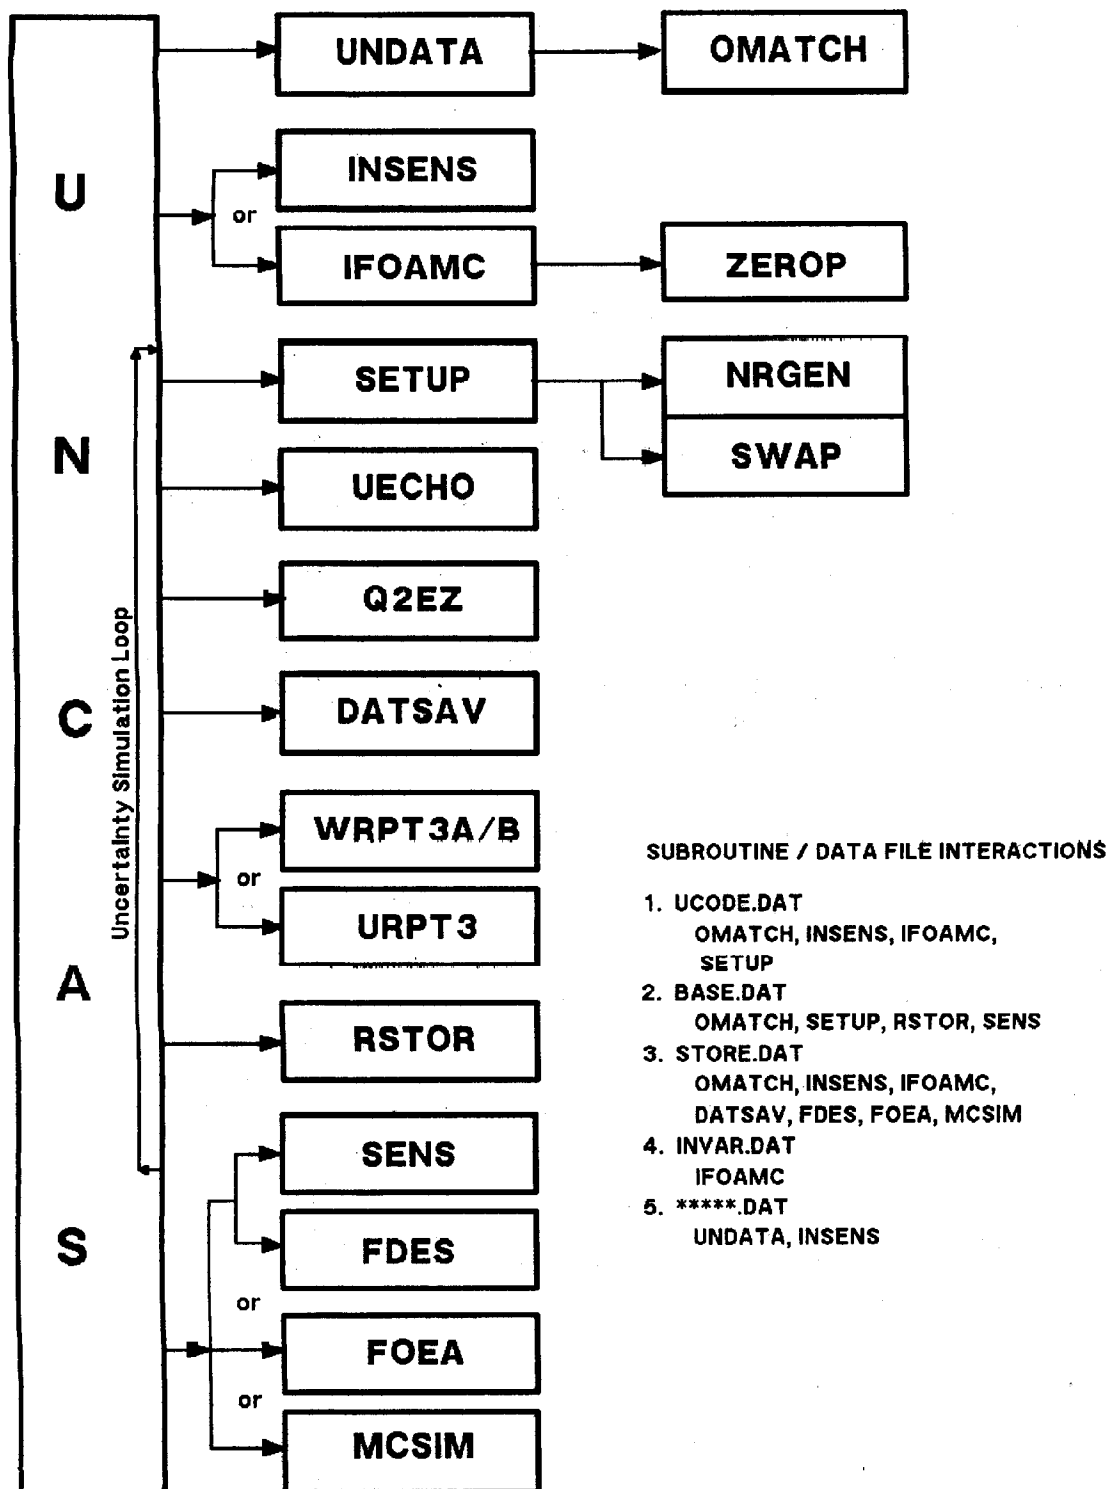 UNCAS
Uncertainty Simulation Loop
UNDATA
OMATCH
INSENS
or
IFOAMC
ZEROP
SETUP
NRGEN
SWAP
UECHO
Q2EZ
DATSAV
WRPT3A/B
or
URPT3
RSTOR
SENS
FDES
or
FOEA
or
MCSIM
SUBROUTINE / DATA FILE INTERACTIONS
1. UCODE.DAT
OMATCH, INSENS, IFOAMC,
SETUP
2. BASE.DAT
OMATCH, SETUP, RSTOR, SENS
3. STORE.DAT
OMATCH, INSENS, IFOAMC,
DATSAV, FDES, FOEA, MCSIM
4. INVAR.DAT
IFOAMC
5. *****.DAT
UNDATA, INSENS